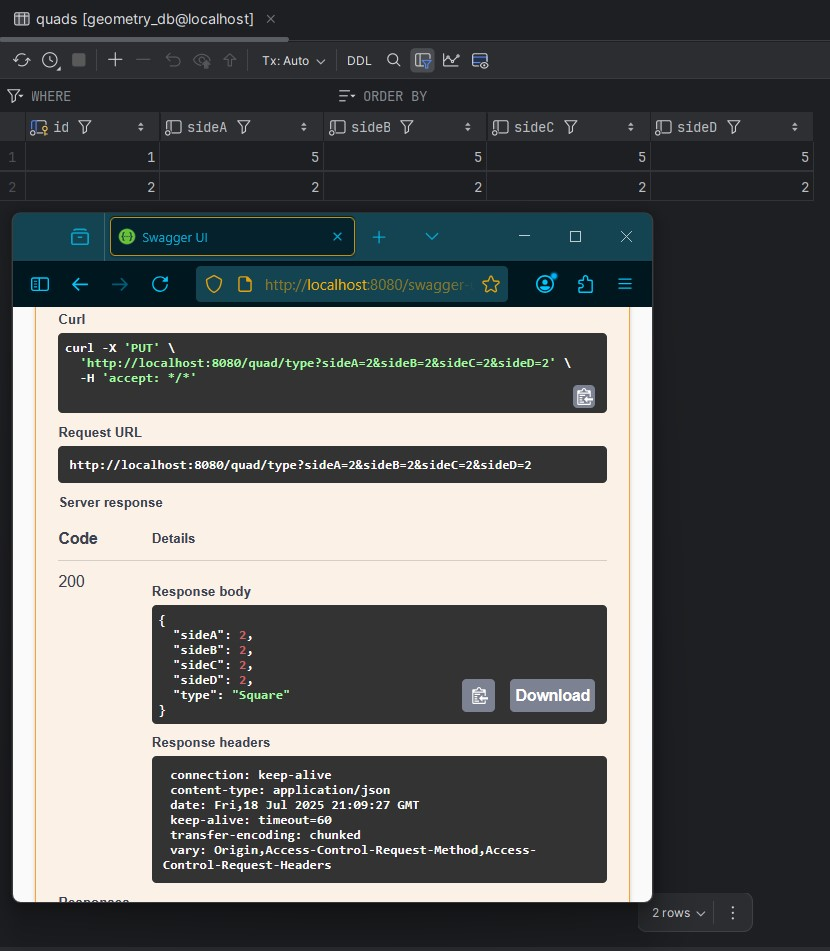 quads [geometry_db@localhost]
Tx: Auto DDL
WHERE ORDER BY
id sideA sideB sideC sideD
1 1 5 5 5 5
2 2 2 2 2 2
Swagger UI
http://localhost:8080/swagger-
Curl
curl -X 'PUT' \
'http://localhost:8080/quad/type?sideA=2&sideB=2&sideC=2&sideD=2' \
-H 'accept: */*'
Request URL
http://localhost:8080/quad/type?sideA=2&sideB=2&sideC=2&sideD=2
Server response
Code Details
200
Response body
{
"sideA": 2,
"sideB": 2,
"sideC": 2,
"sideD": 2,
"type": "Square"
}
Download
Response headers
connection: keep-alive
content-type: application/json
date: Fri,18 Jul 2025 21:09:27 GMT
keep-alive: timeout=60
transfer-encoding: chunked
vary: Origin,Access-Control-Request-Method,Access-
Control-Request-Headers
Responses
2 rows